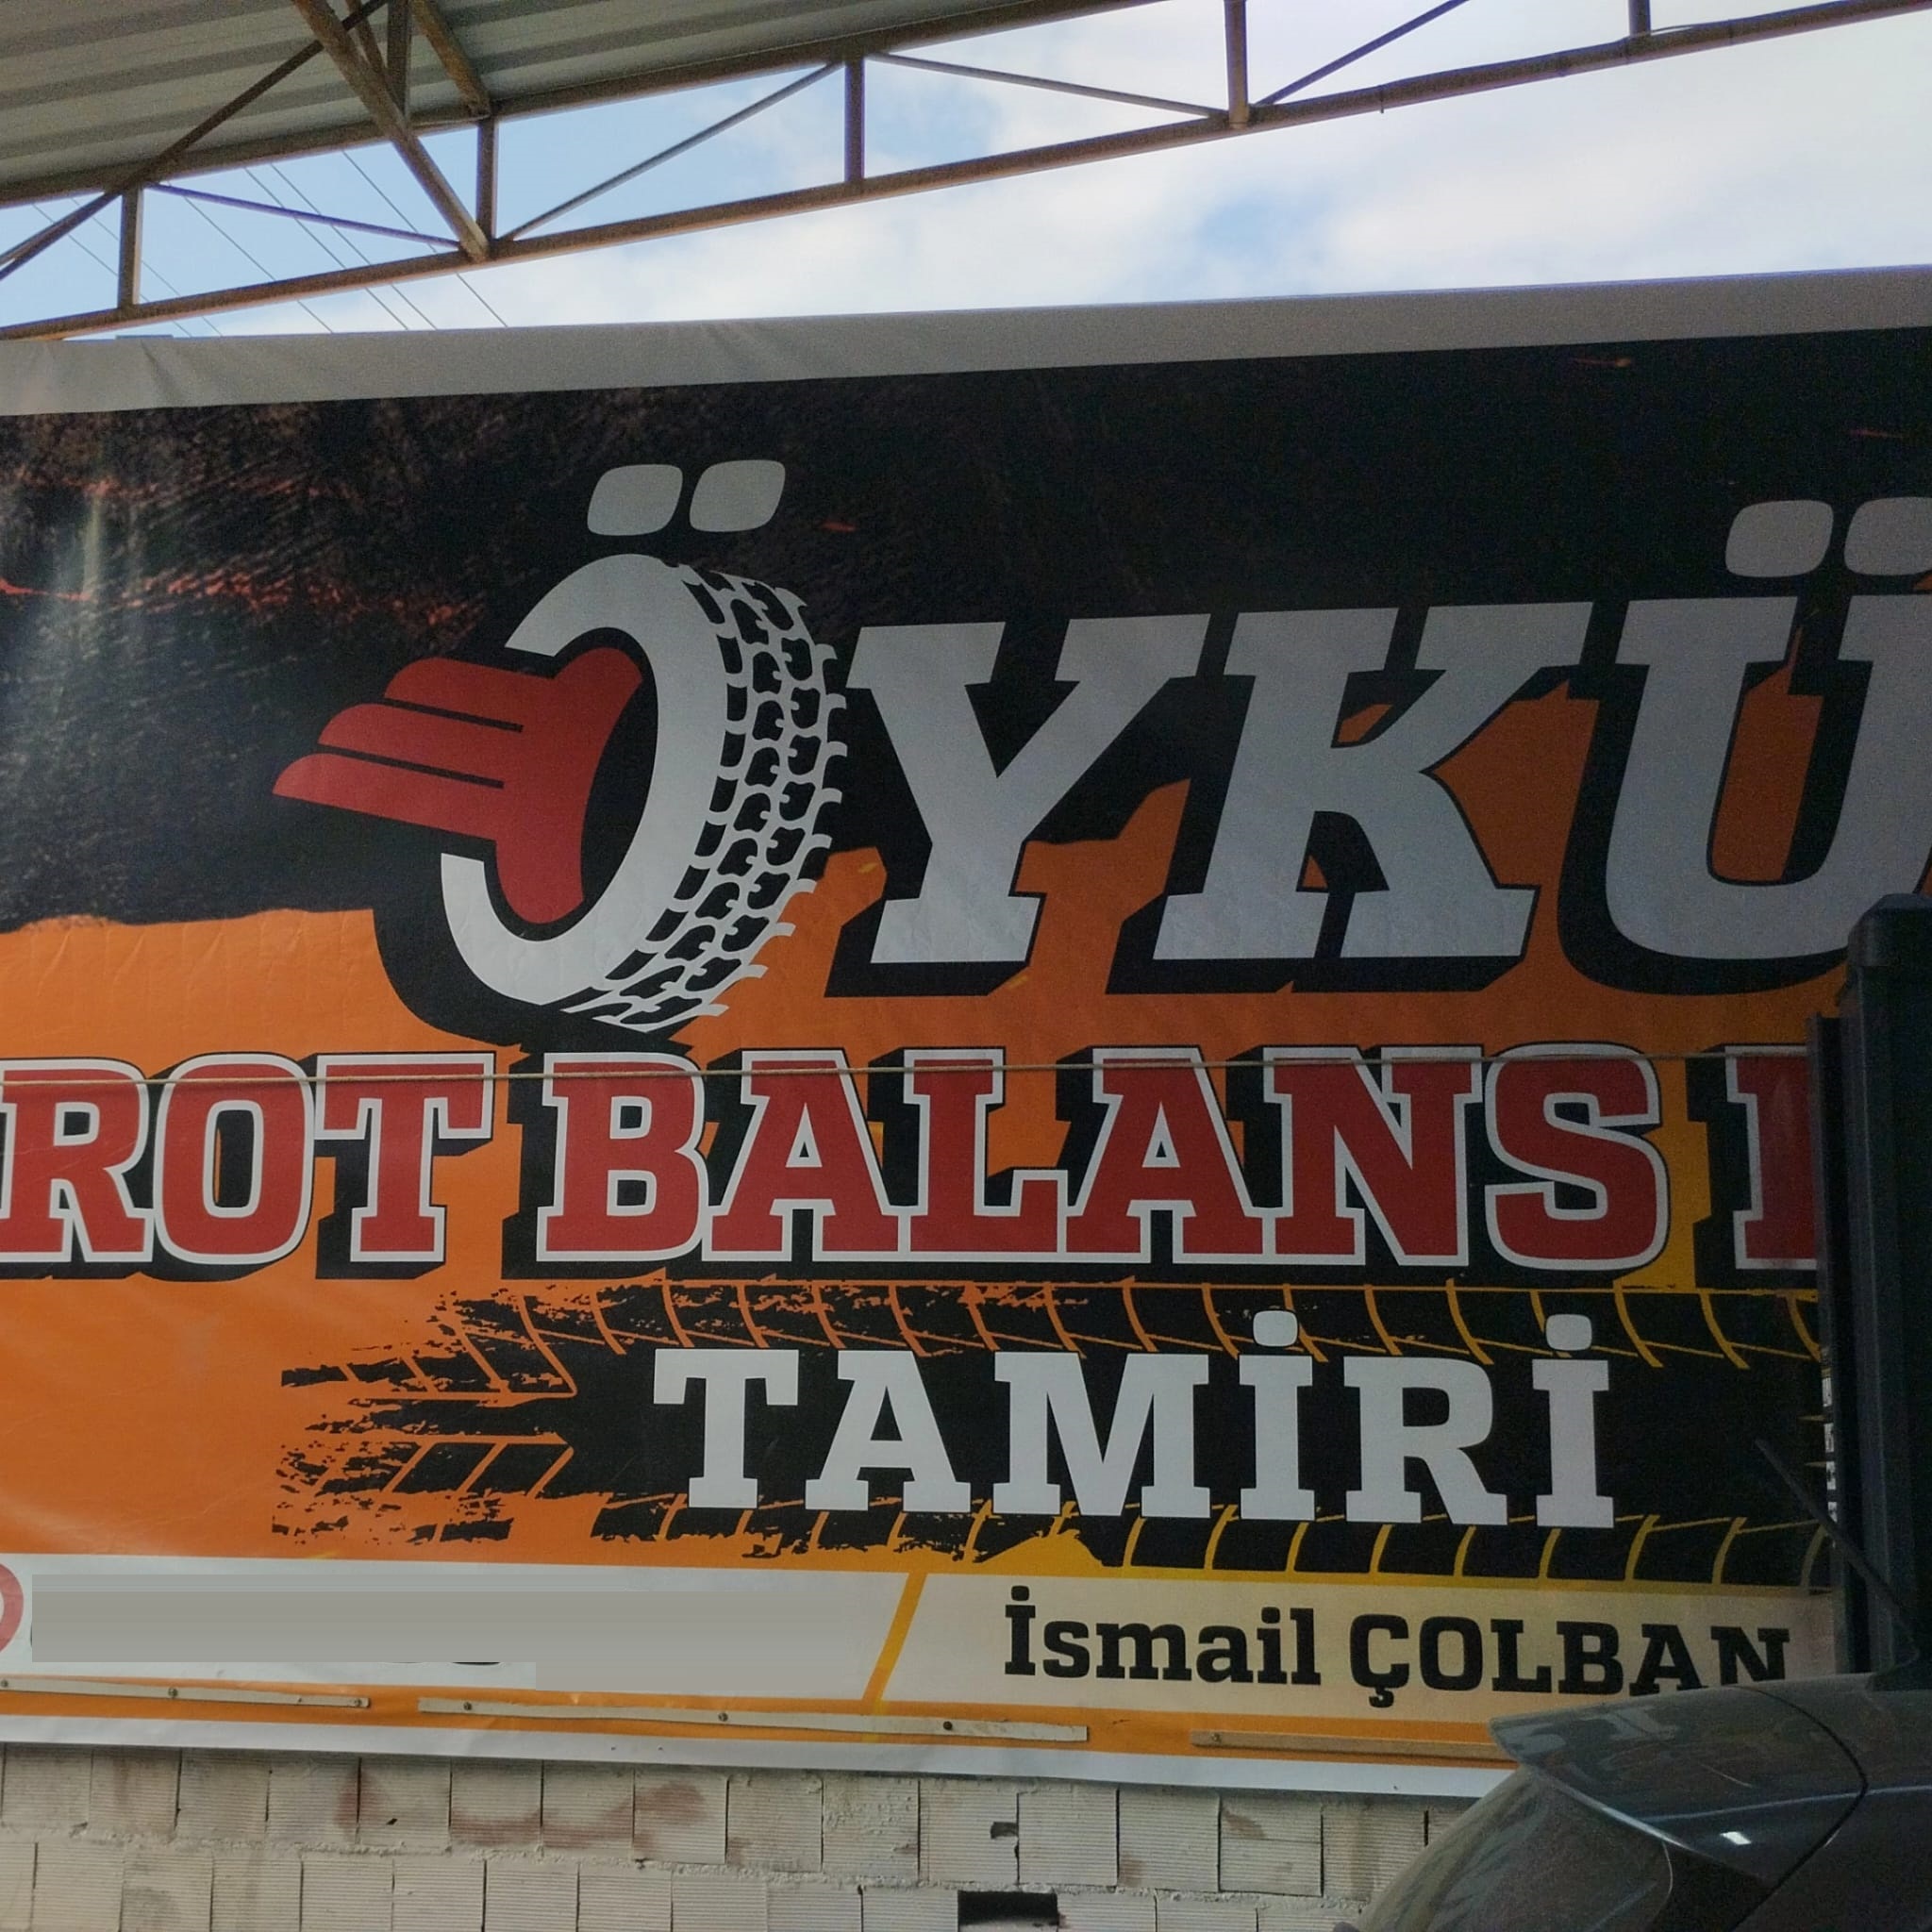 ÖYKÜ
ROT BALANS
TAMİRİ
İsmail ÇOLBAN